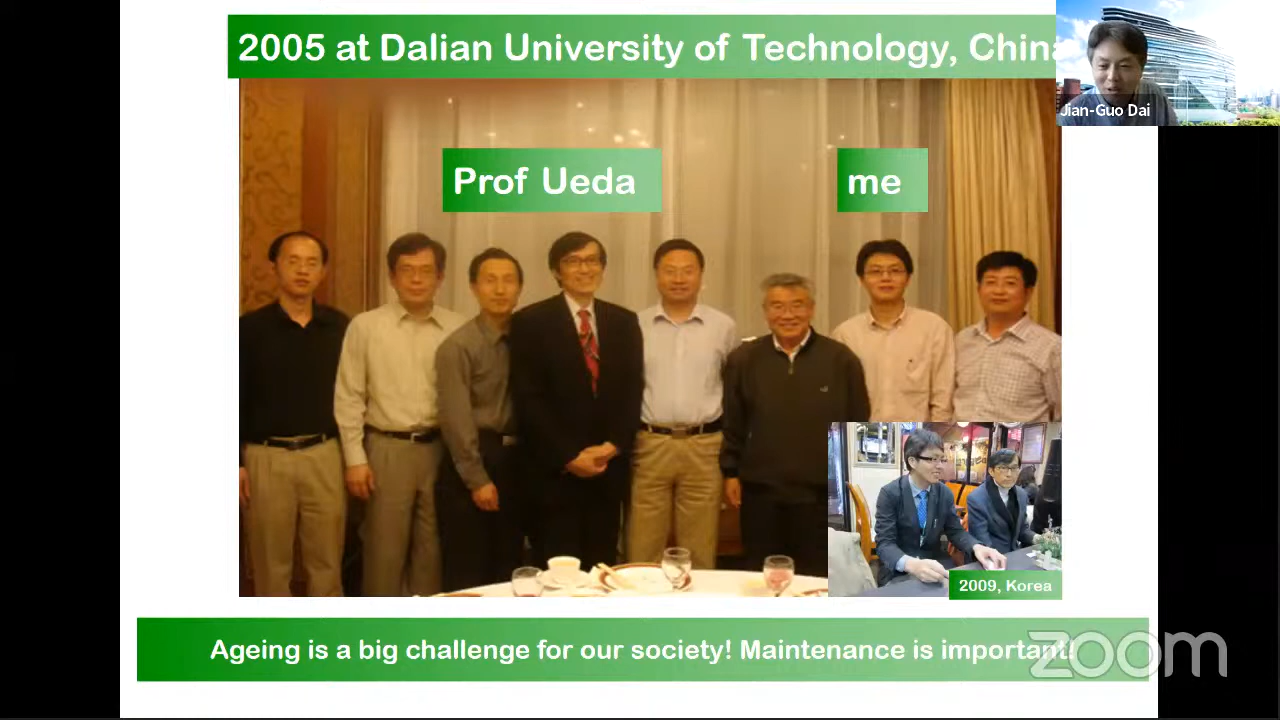 2005 at Dalian University of Technology, China
Jian-Guo Dai
Prof Ueda
me
2009, Korea
Ageing is a big challenge for our society! Maintenance is important!
zoom